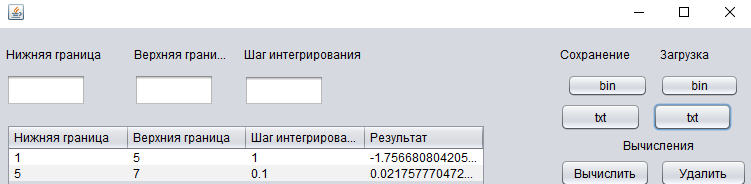 Нижняя граница Верхняя грани... Шаг интегрирования Сохранение Загрузка
bin bin
txt txt
Нижняя граница Верхния граница Шаг интегрирова... Результат
Вычисления
1 5 1 -1.756680804205...
5 7 0.1 0.021757770472...
Вычислить Удалить